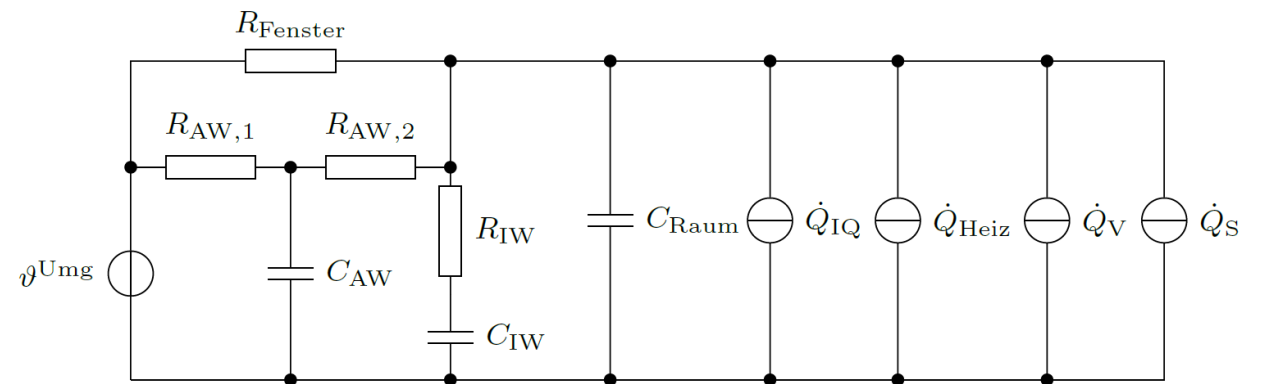 R_Fenster
R_AW,1 R_AW,2
R_IW C_Raum Q̇_IQ Q̇_Heiz Q̇_V Q̇_S
ϑ^Umg C_AW
C_IW